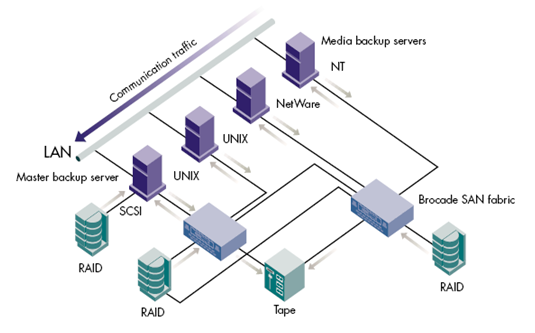 Media backup servers
Communication traffic
NT
NetWare
UNIX
LAN
Master backup server
UNIX
SCSI
Brocade SAN fabric
RAID
RAID
Tape
RAID